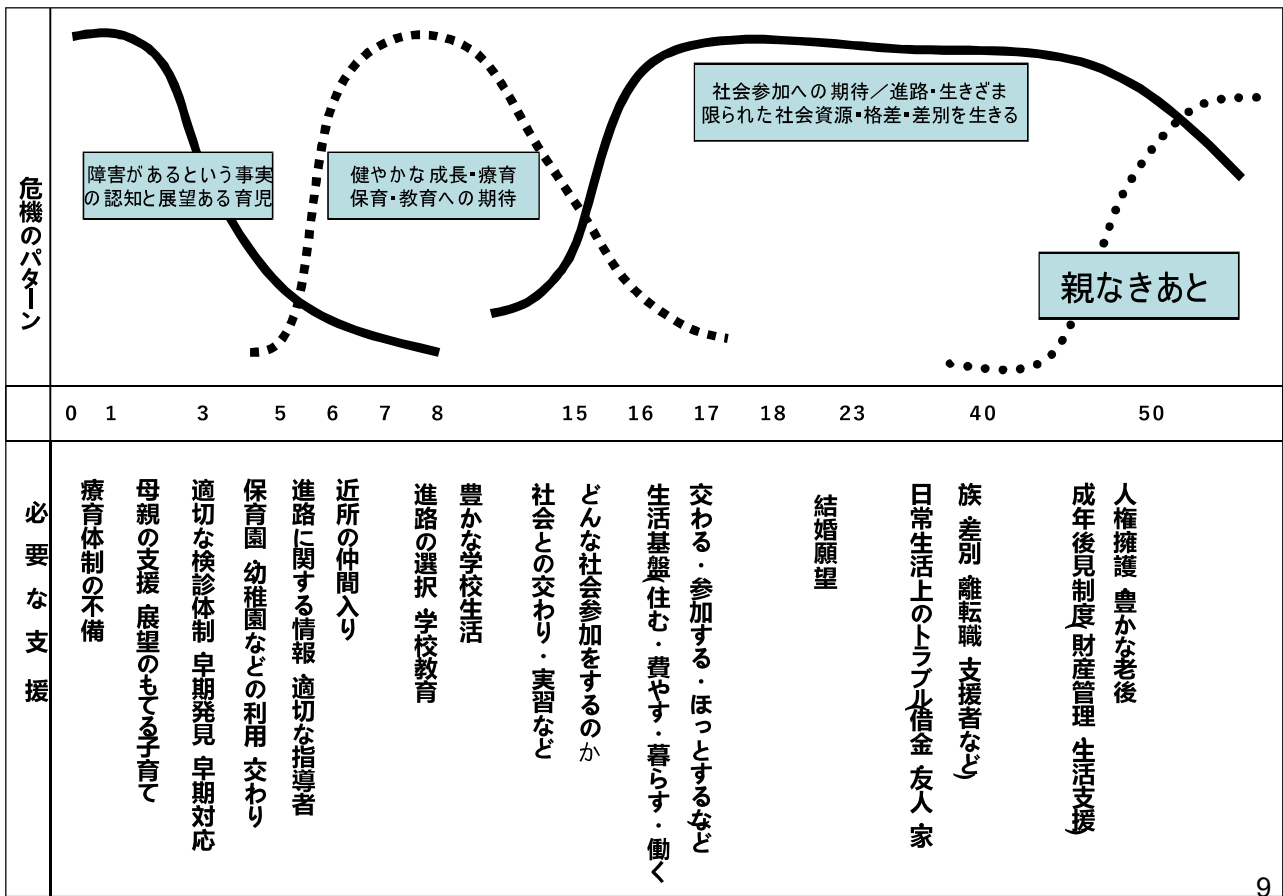 危機のパターン
障害があるという事実
の認知と展望ある育児
健やかな成長・療育
保育・教育への期待
社会参加への期待／進路・生きざま
限られた社会資源・格差・差別を生きる
親なきあと
0 1 3 5 6 7 8 15 16 17 18 23 40 50
必要な支援
療育体制の不備
母親の支援 展望のもてる子育て
適切な検診体制 早期発見 早期対応
保育園・幼稚園などの利用 交わり
進路に関する情報 適切な指導者
近所の仲間入り
進路の選択 学校教育
豊かな学校生活
社会との交わり・実習など
どんな社会参加をするのか
生活基盤(住む・費やす・暮らす・働く
交わる・参加する・ほっとするなど)
結婚願望
日常生活上のトラブル(借金・友人・家
族・差別・離転職・支援者など)
成年後見制度(財産管理・生活支援)
人権擁護 豊かな老後
9